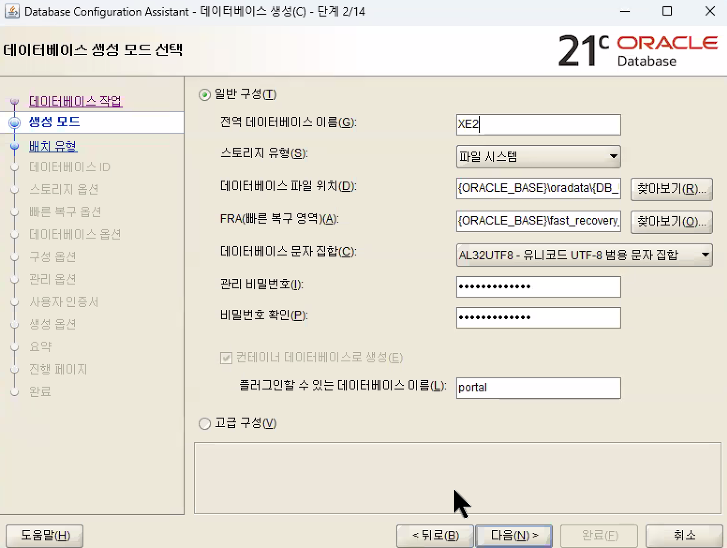 Database Configuration Assistant - 데이터베이스 생성(C) - 단계 2/14
데이터베이스 생성 모드 선택
21c ORACLE
Database
데이터베이스 작업
생성 모드
배치 유형
데이터베이스 ID
스토리지 옵션
빠른 복구 옵션
데이터베이스 옵션
구성 옵션
관리 옵션
사용자 인증서
생성 옵션
요약
진행 페이지
완료
일반 구성(T)
전역 데이터베이스 이름(G): XE2
스토리지 유형(S): 파일 시스템
데이터베이스 파일 위치(D): {ORACLE_BASE}\oradata\{DB_ 찾아보기(R)...
FRA(빠른 복구 영역)(A): {ORACLE_BASE}\fast_recovery_ 찾아보기(O)...
데이터베이스 문자 집합(C): AL32UTF8 - 유니코드 UTF-8 범용 문자 집합
관리 비밀번호(I): •••••••••••••
비밀번호 확인(P): •••••••••••••
컨테이너 데이터베이스로 생성(E)
플러그인할 수 있는 데이터베이스 이름(L): portal
고급 구성(V)
도움말(H) < 뒤로(B) 다음(N) > 완료(F) 취소